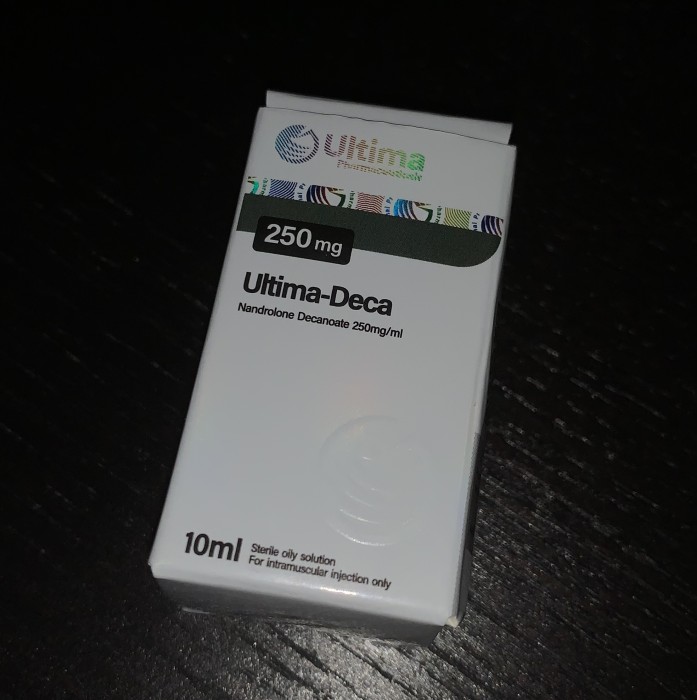 Ultima
Pharmaceuticals
250 mg
Ultima-Deca
Nandrolone Decanoate 250mg/ml
10ml
Sterile oily solution
For intramuscular injection only